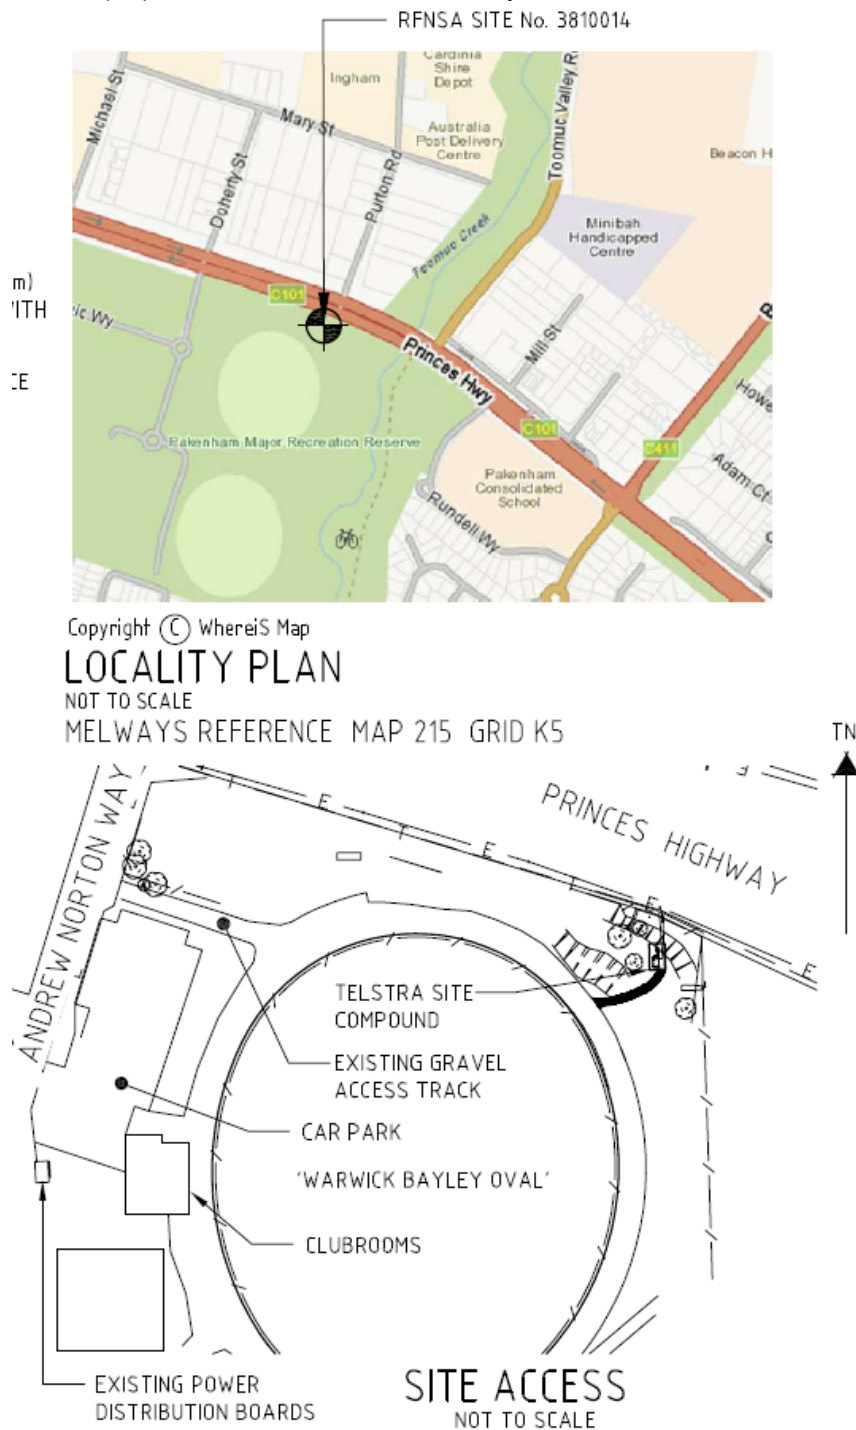 RFNSA SITE No. 3810014
Cardinia
Shire
Depot
Ingham
Toomuc Valley R
Michael St
Mary St
Australia
Post Delivery
Centre
Beacon H
Doherty St
Purton Rd
Toomuc Creek
Minibah
Handicapped
Centre
m)
C101
ic Wy
Mill St
Princes Hwy
CE
Howe
C101
C411
Pakenham Major Recreation Reserve
Adam Ct
Pakenham
Consolidated
School
Rundell Wy
Copyright © WhereiS Map
LOCALITY PLAN
NOT TO SCALE
MELWAYS REFERENCE MAP 215 GRID K5
TN
ANDREW NORTON WAY
PRINCES HIGHWAY
E
T
E
T
E
E
TELSTRA SITE
COMPOUND
EXISTING GRAVEL
ACCESS TRACK
CAR PARK
'WARWICK BAYLEY OVAL'
CLUBROOMS
EXISTING POWER
DISTRIBUTION BOARDS
SITE ACCESS
NOT TO SCALE